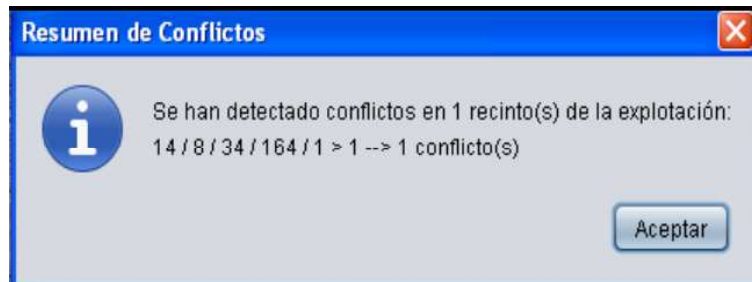 Resumen de Conflictos
Se han detectado conflictos en 1 recinto(s) de la explotación:
14 / 8 / 34 / 164 / 1 > 1 --> 1 conflicto(s)
Aceptar